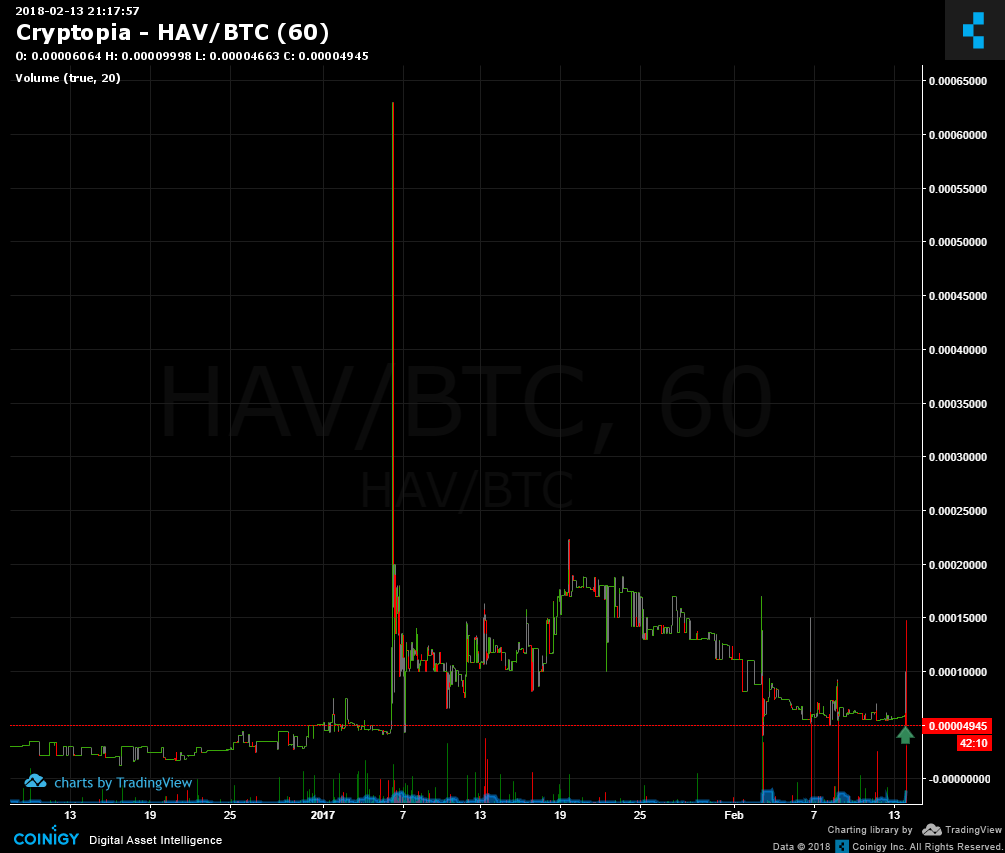 2018-02-13 21:17:57
Cryptopia - HAV/BTC (60)
O: 0.00006064 H: 0.00009998 L: 0.00004663 C: 0.00004945
Volume (true, 20)
0.00065000
0.00060000
0.00055000
0.00050000
0.00045000
0.00040000
HAV/BTC, 60
0.00035000
0.00030000
HAV/BTC
0.00025000
0.00020000
0.00015000
0.00010000
0.00004945
42:10
-0.00000000
charts by TradingView
13 19 25 2017 7 13 19 25 Feb 7 13
COINIGY Digital Asset Intelligence
Charting library by TradingView
Data © 2018 Coinigy Inc. All Rights Reserved.